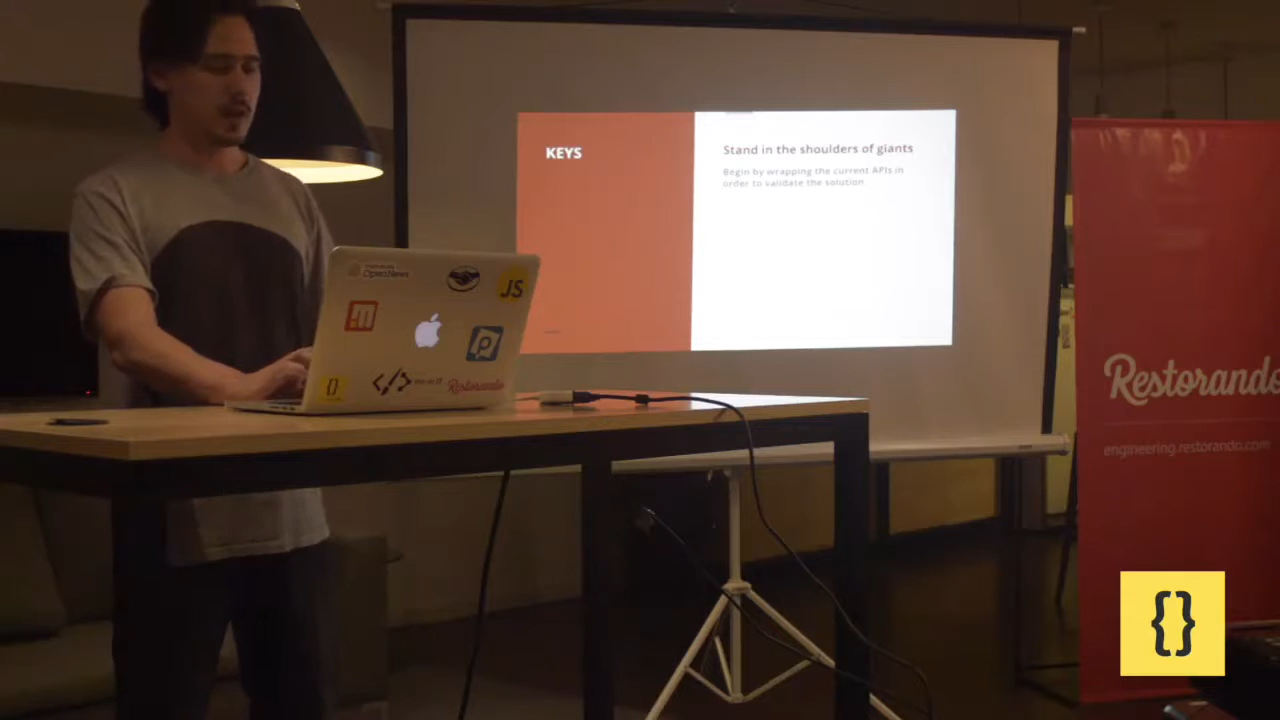 KEYS
Stand in the shoulders of giants
Begin by wrapping the current APIs in
order to validate the solution
OpenNews
JS
.m
p
{}
</>
Restorando
Restorando
engineering.restorando.com
{}